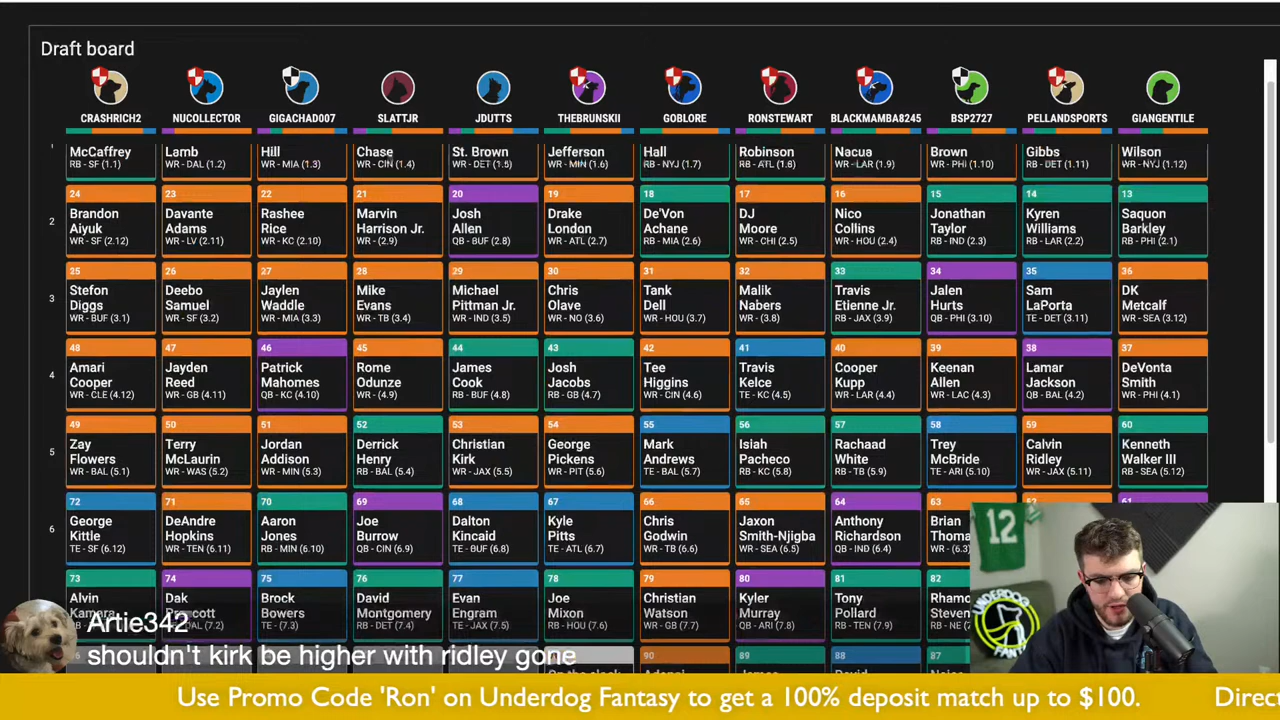 Draft board
CRASHRICH2 NUCOLLECTOR GIGACHAD007 SLATTJR JDUTTS THEBRUNSKII GOBLORE RONSTEWART BLACKMAMBA8245 BSP2727 PELLANDSPORTS GIANGENTILE
McCaffrey Lamb Hill Chase St. Brown Jefferson Hall Robinson Nacua Brown Gibbs Wilson
RB - SF (1.1) WR - DAL (1.2) WR - MIA (1.3) WR - CIN (1.4) WR - DET (1.5) WR - MIN (1.6) RB - NYJ (1.7) RB - ATL (1.8) WR - LAR (1.9) WR - PHI (1.10) RB - DET (1.11) WR - NYJ (1.12)
24 23 22 21 20 19 18 17 16 15 14 13
2 Brandon Davante Rashee Marvin Josh Drake De'Von DJ Nico Jonathan Kyren Saquon
Aiyuk Adams Rice Harrison Jr. Allen London Achane Moore Collins Taylor Williams Barkley
WR - SF (2.12) WR - LV (2.11) WR - KC (2.10) WR - (2.9) QB - BUF (2.8) WR - ATL (2.7) RB - MIA (2.6) WR - CHI (2.5) WR - HOU (2.4) RB - IND (2.3) RB - LAR (2.2) RB - PHI (2.1)
25 26 27 28 29 30 31 32 33 34 35 36
3 Stefon Deebo Jaylen Mike Michael Chris Tank Malik Travis Jalen Sam DK
Diggs Samuel Waddle Evans Pittman Jr. Olave Dell Nabers Etienne Jr. Hurts LaPorta Metcalf
WR - BUF (3.1) WR - SF (3.2) WR - MIA (3.3) WR - TB (3.4) WR - IND (3.5) WR - NO (3.6) WR - HOU (3.7) WR - (3.8) RB - JAX (3.9) QB - PHI (3.10) TE - DET (3.11) WR - SEA (3.12)
48 47 46 45 44 43 42 41 40 39 38 37
4 Amari Jayden Patrick Rome James Josh Tee Travis Cooper Keenan Lamar DeVonta
Cooper Reed Mahomes Odunze Cook Jacobs Higgins Kelce Kupp Allen Jackson Smith
WR - CLE (4.12) WR - GB (4.11) QB - KC (4.10) WR - (4.9) RB - BUF (4.8) RB - GB (4.7) WR - CIN (4.6) TE - KC (4.5) WR - LAR (4.4) WR - LAC (4.3) QB - BAL (4.2) WR - PHI (4.1)
49 50 51 52 53 54 55 56 57 58 59 60
5 Zay Terry Jordan Derrick Christian George Mark Isiah Rachaad Trey Calvin Kenneth
Flowers McLaurin Addison Henry Kirk Pickens Andrews Pacheco White McBride Ridley Walker III
WR - BAL (5.1) WR - WAS (5.2) WR - MIN (5.3) RB - BAL (5.4) WR - JAX (5.5) WR - PIT (5.6) TE - BAL (5.7) RB - KC (5.8) RB - TB (5.9) TE - ARI (5.10) WR - JAX (5.11) RB - SEA (5.12)
72 71 70 69 68 67 66 65 64 63
6 George DeAndre Aaron Joe Dalton Kyle Chris Jaxon Anthony Brian
Kittle Hopkins Jones Burrow Kincaid Pitts Godwin Smith-Njigba Richardson Thoma
TE - SF (6.12) WR - TEN (6.11) RB - MIN (6.10) QB - CIN (6.9) TE - BUF (6.8) TE - ATL (6.7) WR - TB (6.6) WR - SEA (6.5) QB - IND (6.4) WR - (6.3)
73 74 75 76 77 78 79 80 81 82
Alvin Dak Brock David Evan Joe Christian Kyler Tony Rhamo
Kamara Prescott Bowers Montgomery Engram Mixon Watson Murray Pollard Steven
TE - (7.3) RB - DET (7.4) TE - JAX (7.5) RB - HOU (7.6) WR - GB (7.7) QB - ARI (7.8) RB - TEN (7.9) RB - NE (7
90 89 88 87
12
UNDERDOG
Artie342
shouldn't kirk be higher with ridley gone
Use Promo Code 'Ron' on Underdog Fantasy to get a 100% deposit match up to $100. Direct